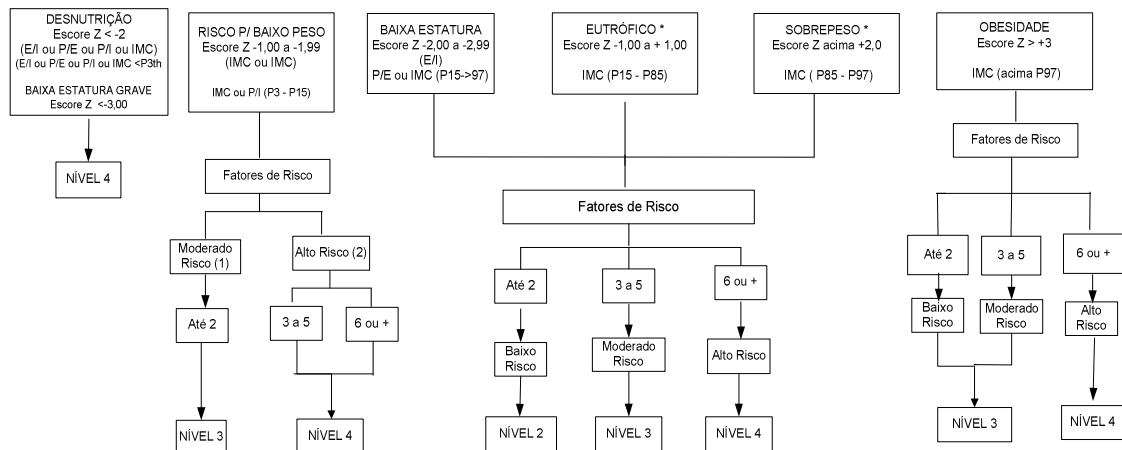 DESNUTRIÇÃO
Escore Z < -2
(E/I ou P/E ou P/I ou IMC)
(E/I ou P/E ou P/I ou IMC <P3th
BAIXA ESTATURA GRAVE
Escore Z <-3,00
NÍVEL 4
RISCO P/ BAIXO PESO
Escore Z -1,00 a -1,99
(IMC ou IMC)
IMC ou P/I (P3 - P15)
Fatores de Risco
Moderado
Risco (1)
Alto Risco (2)
Até 2
3 a 5
6 ou +
NÍVEL 3
NÍVEL 4
BAIXA ESTATURA
Escore Z -2,00 a -2,99
(E/I)
P/E ou IMC (P15->97)
EUTRÓFICO *
Escore Z -1,00 a + 1,00
IMC (P15 - P85)
SOBREPESO *
Escore Z acima +2,0
IMC ( P85 - P97)
Fatores de Risco
Até 2
3 a 5
6 ou +
Baixo
Risco
Moderado
Risco
Alto Risco
NÍVEL 2
NÍVEL 3
NÍVEL 4
OBESIDADE
Escore Z > +3
IMC (acima P97)
Fatores de Risco
Até 2
3 a 5
6 ou +
Baixo
Risco
Moderado
Risco
Alto
Risco
NÍVEL 3
NÍVEL 4